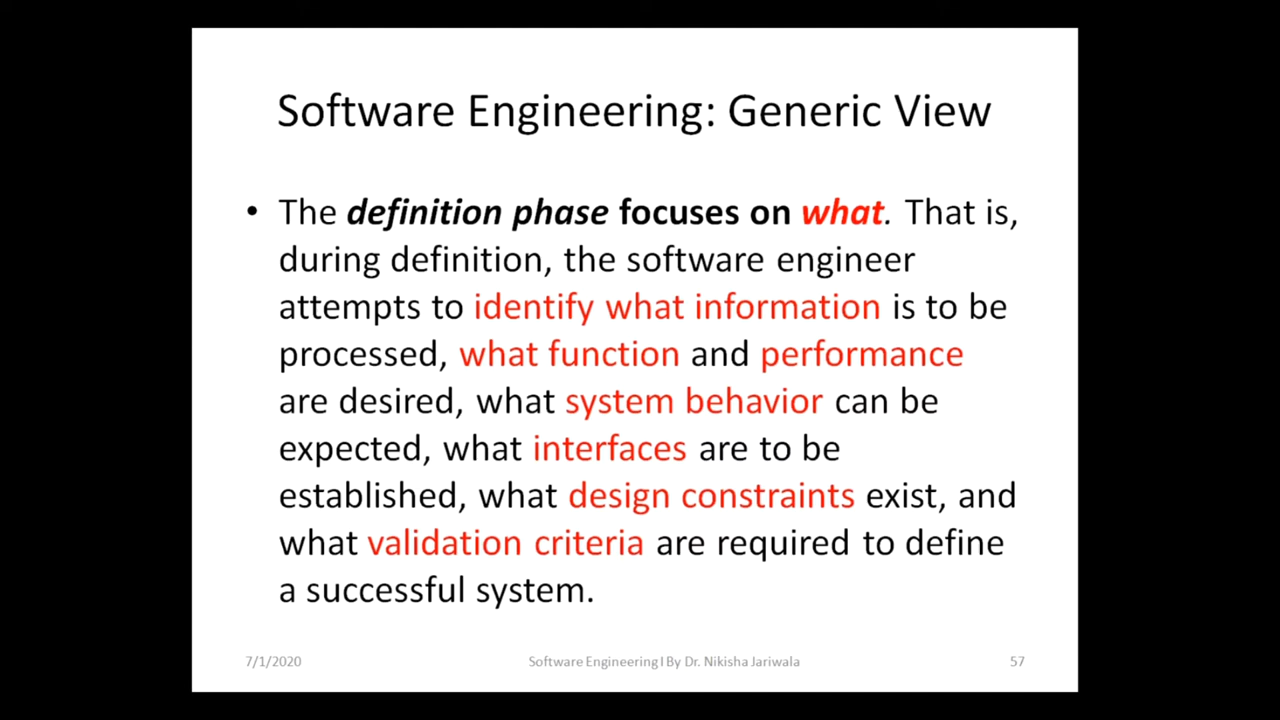 Software Engineering: Generic View
• The definition phase focuses on what. That is,
during definition, the software engineer
attempts to identify what information is to be
processed, what function and performance
are desired, what system behavior can be
expected, what interfaces are to be
established, what design constraints exist, and
what validation criteria are required to define
a successful system.
7/1/2020 Software Engineering I By Dr. Nikisha Jariwala 57